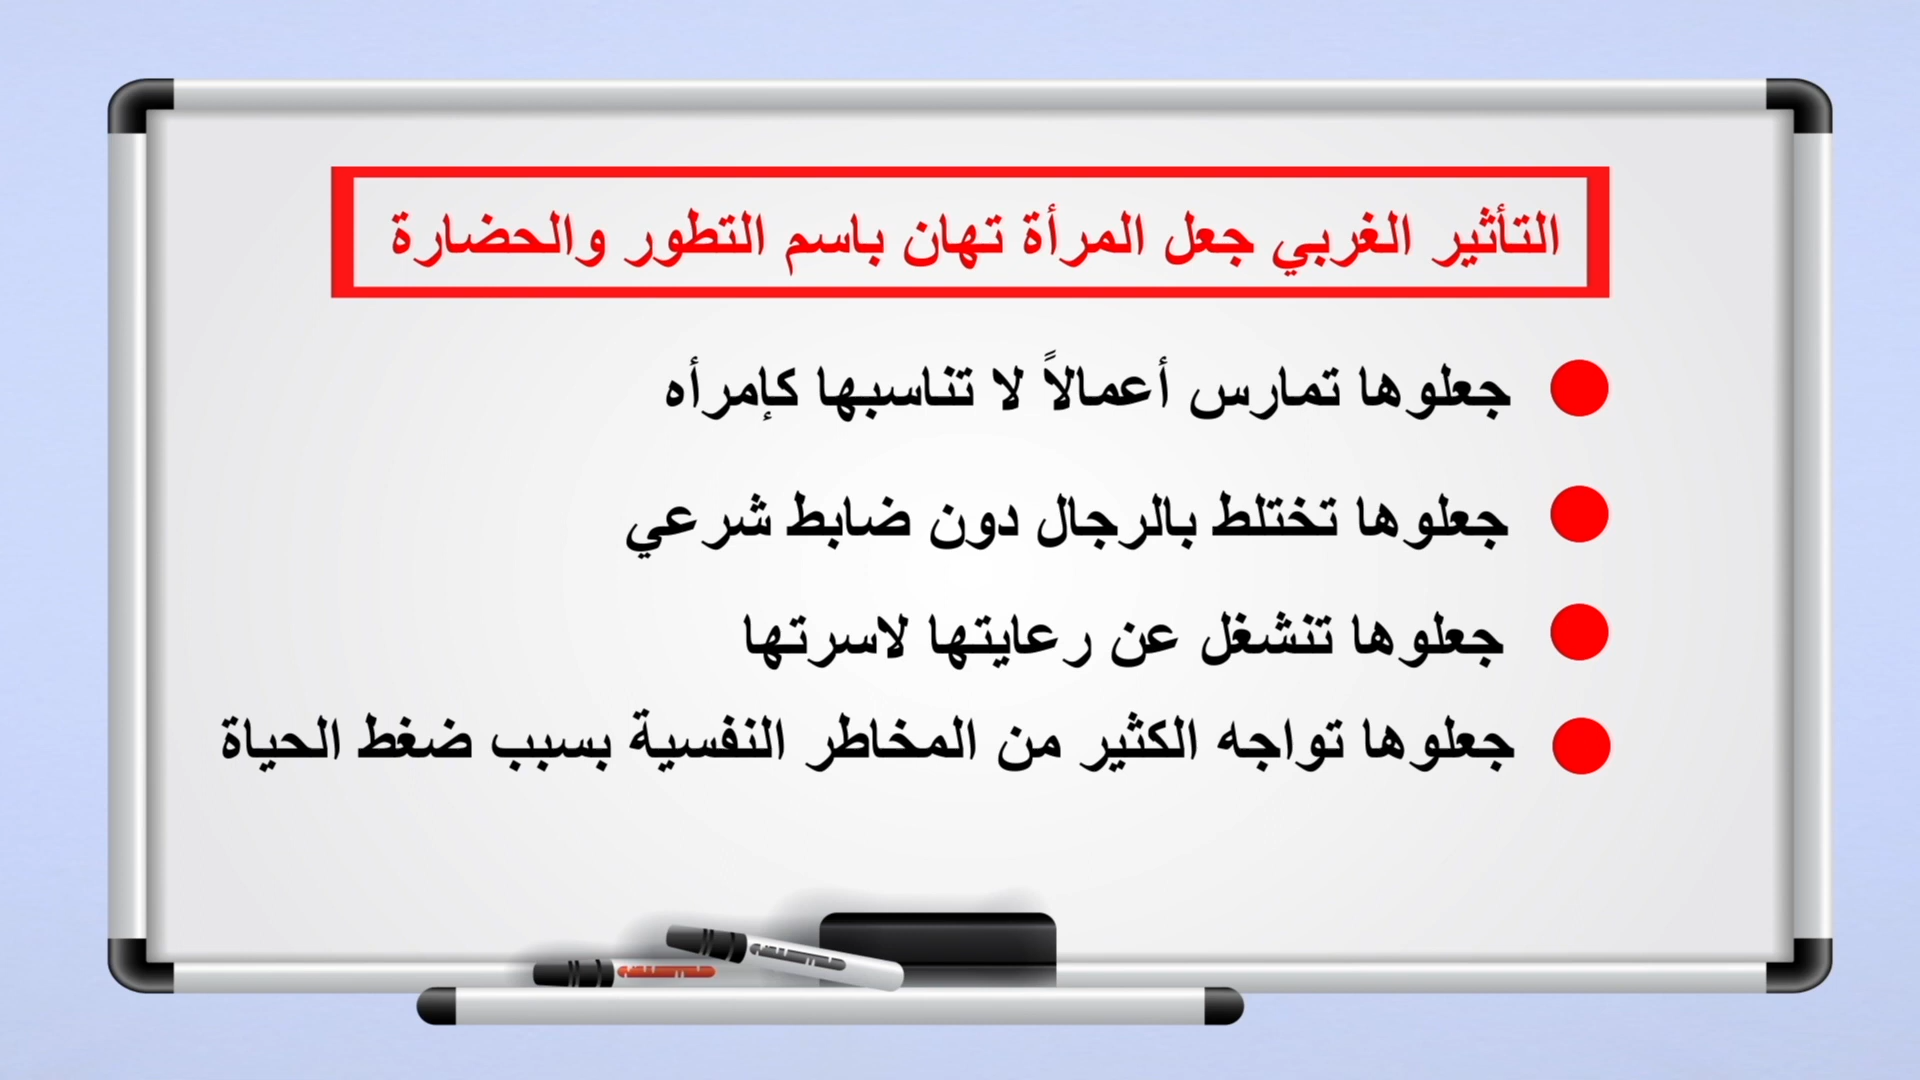 التأثير الغربي جعل المرأة تهان باسم التطور والحضارة
جعلوها تمارس أعمالاً لا تناسبها كإمرأه
جعلوها تختلط بالرجال دون ضابط شرعي
جعلوها تنشغل عن رعايتها لاسرتها
جعلوها تواجه الكثير من المخاطر النفسية بسبب ضغط الحياة